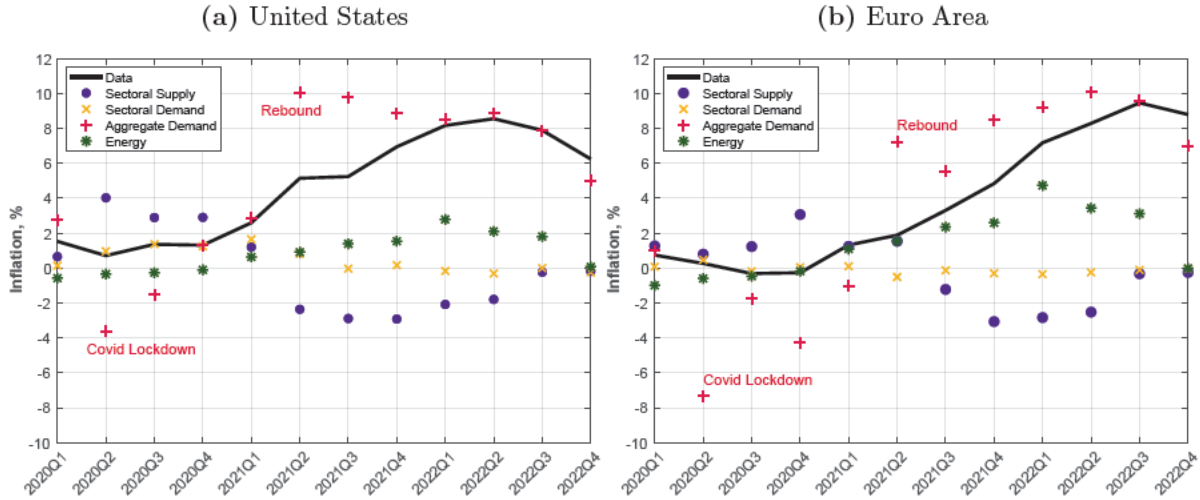 (a) United States
Inflation, %
12
10
8
6
4
2
0
-2
-4
-6
-8
-10
Data
Sectoral Supply
Sectoral Demand
Aggregate Demand
Energy
Rebound
Covid Lockdown
2020Q1
2020Q2
2020Q3
2020Q4
2021Q1
2021Q2
2021Q3
2021Q4
2022Q1
2022Q2
2022Q3
2022Q4
(b) Euro Area
Inflation, %
12
10
8
6
4
2
0
-2
-4
-6
-8
-10
Data
Sectoral Supply
Sectoral Demand
Aggregate Demand
Energy
Rebound
Covid Lockdown
2020Q1
2020Q2
2020Q3
2020Q4
2021Q1
2021Q2
2021Q3
2021Q4
2022Q1
2022Q2
2022Q3
2022Q4